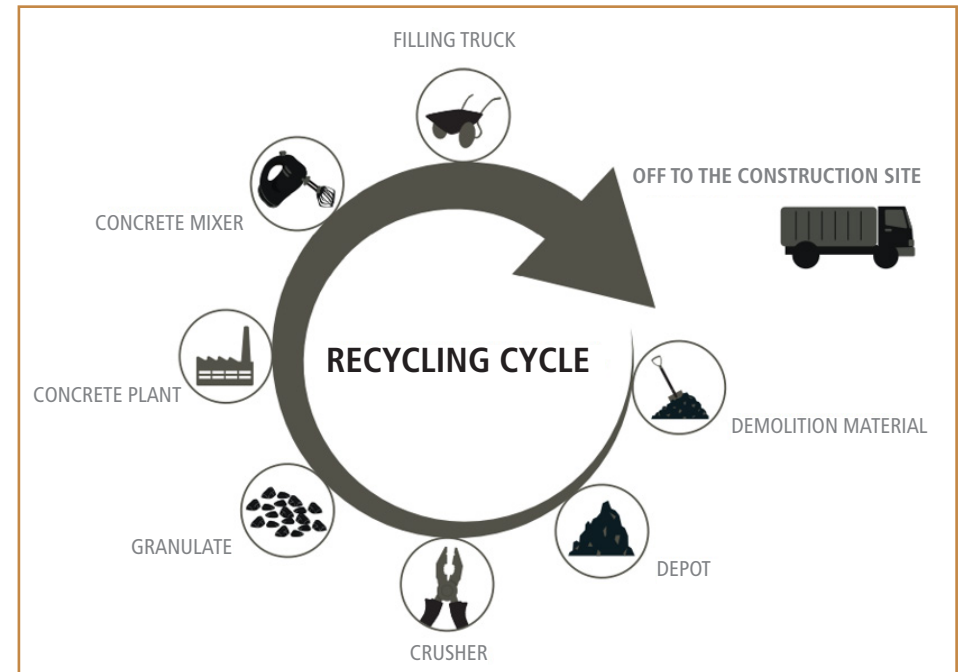 FILLING TRUCK
OFF TO THE CONSTRUCTION SITE
CONCRETE MIXER
RECYCLING CYCLE
CONCRETE PLANT
DEMOLITION MATERIAL
GRANULATE
DEPOT
CRUSHER